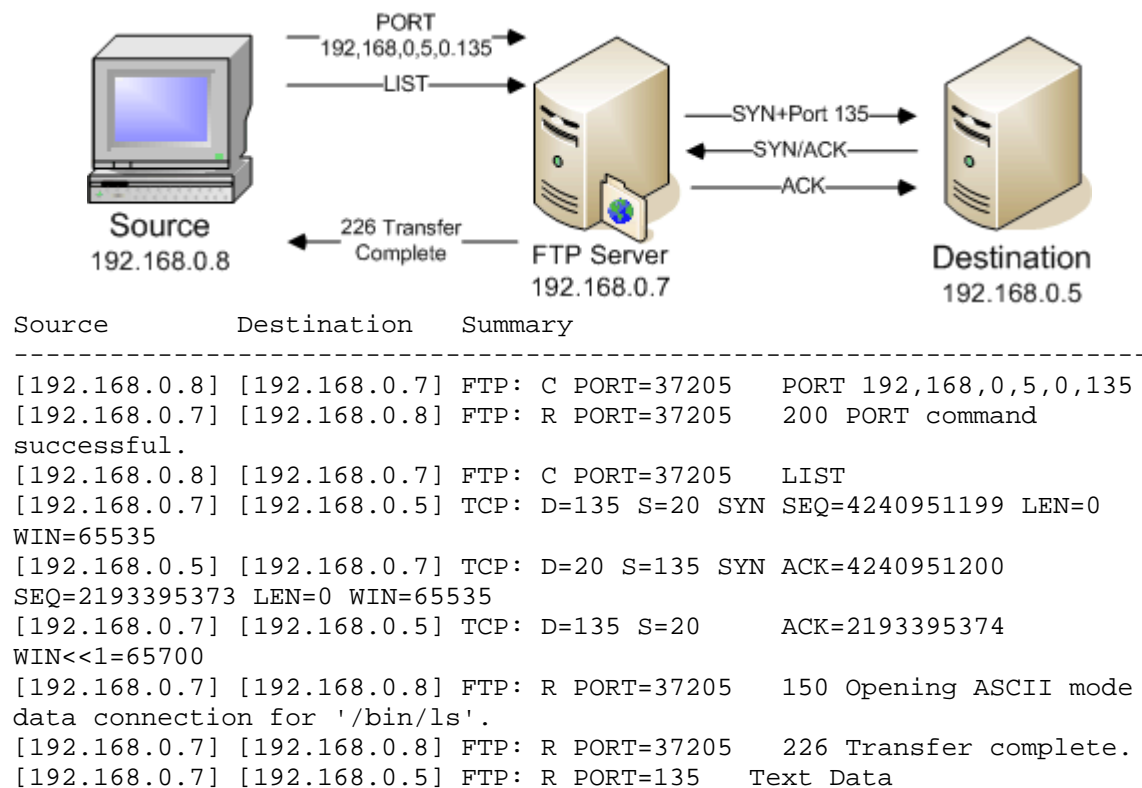 PORT
192,168,0,5,0.135
LIST
SYN+Port 135
SYN/ACK
ACK
Source
192.168.0.8
226 Transfer
Complete
FTP Server
192.168.0.7
Destination
192.168.0.5
Source Destination Summary
--------------------------------------------------------------------------
[192.168.0.8] [192.168.0.7] FTP: C PORT=37205 PORT 192,168,0,5,0,135
[192.168.0.7] [192.168.0.8] FTP: R PORT=37205 200 PORT command
successful.
[192.168.0.8] [192.168.0.7] FTP: C PORT=37205 LIST
[192.168.0.7] [192.168.0.5] TCP: D=135 S=20 SYN SEQ=4240951199 LEN=0
WIN=65535
[192.168.0.5] [192.168.0.7] TCP: D=20 S=135 SYN ACK=4240951200
SEQ=2193395373 LEN=0 WIN=65535
[192.168.0.7] [192.168.0.5] TCP: D=135 S=20 ACK=2193395374
WIN<<1=65700
[192.168.0.7] [192.168.0.8] FTP: R PORT=37205 150 Opening ASCII mode
data connection for '/bin/ls'.
[192.168.0.7] [192.168.0.8] FTP: R PORT=37205 226 Transfer complete.
[192.168.0.7] [192.168.0.5] FTP: R PORT=135 Text Data